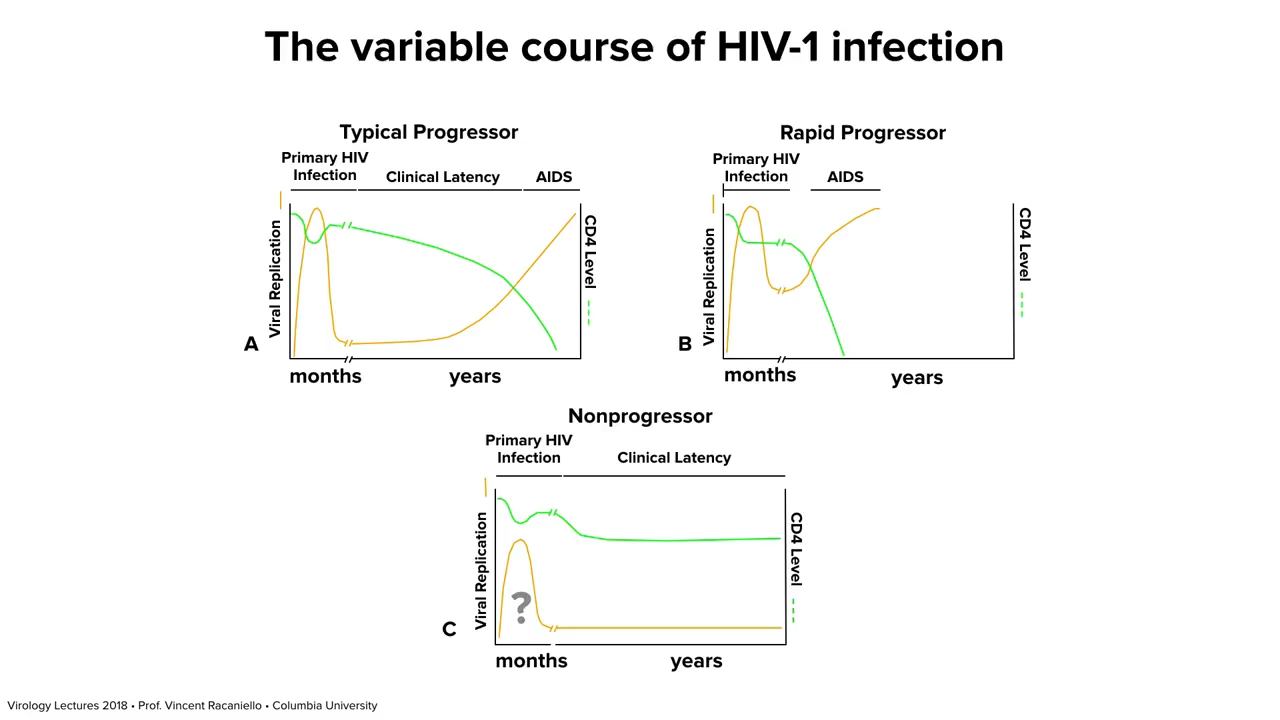 The variable course of HIV-1 infection
Typical Progressor
Primary HIV
Infection
Clinical Latency
AIDS
Viral Replication
CD4 Level
A
months
years
Rapid Progressor
Primary HIV
Infection
AIDS
Viral Replication
CD4 Level
B
months
years
Nonprogressor
Primary HIV
Infection
Clinical Latency
Viral Replication
CD4 Level
?
C
months
years
Virology Lectures 2018 • Prof. Vincent Racaniello • Columbia University